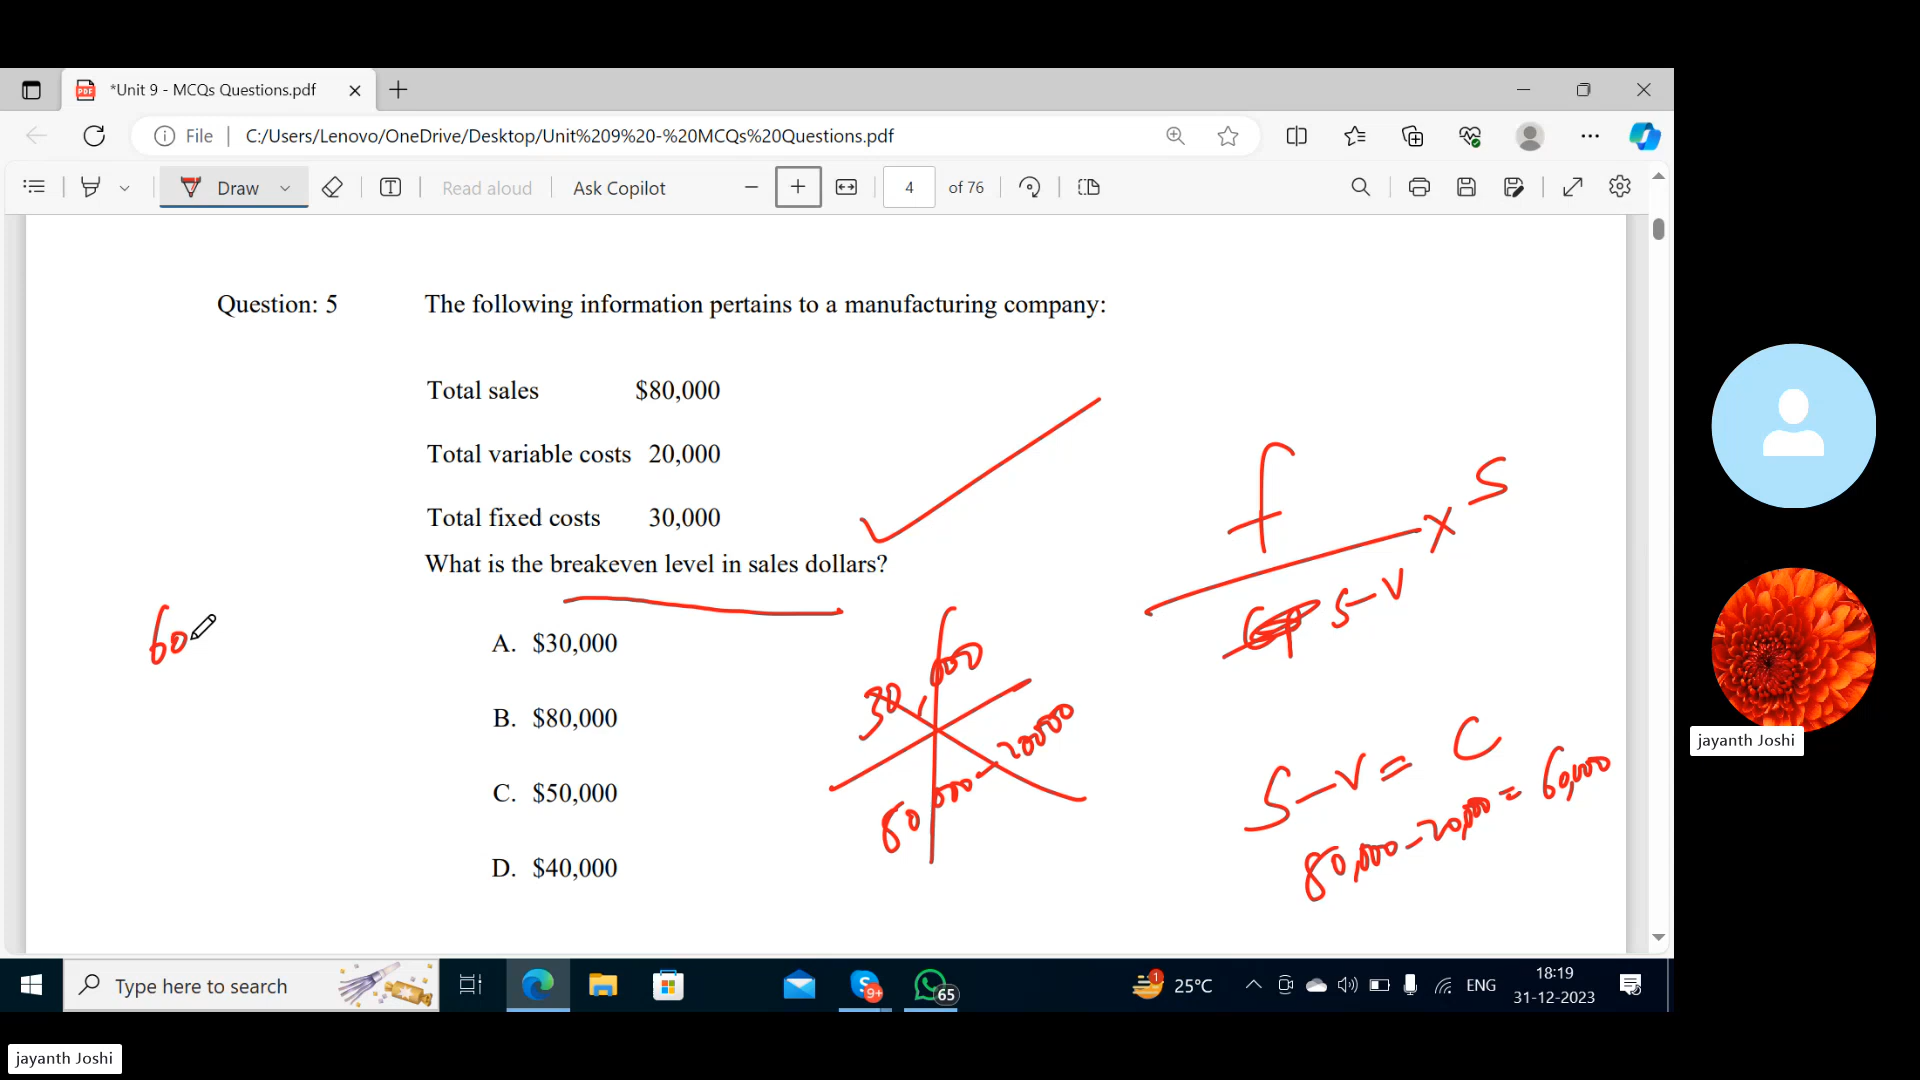 *Unit 9 - MCQs Questions.pdf
File | C:/Users/Lenovo/OneDrive/Desktop/Unit%209%20-%20MCQs%20Questions.pdf
Draw Read aloud Ask Copilot 4 of 76
Question: 5 The following information pertains to a manufacturing company:
Total sales $80,000
Total variable costs 20,000
Total fixed costs 30,000
What is the breakeven level in sales dollars?
A. $30,000
B. $80,000
C. $50,000
D. $40,000
f
x S
S-V
60
30,000
80,000-20000
S-V = C
80,000-20,000 = 60,000
jayanth Joshi
Type here to search
9+
65
1
25°C
ENG
18:19
31-12-2023
jayanth Joshi